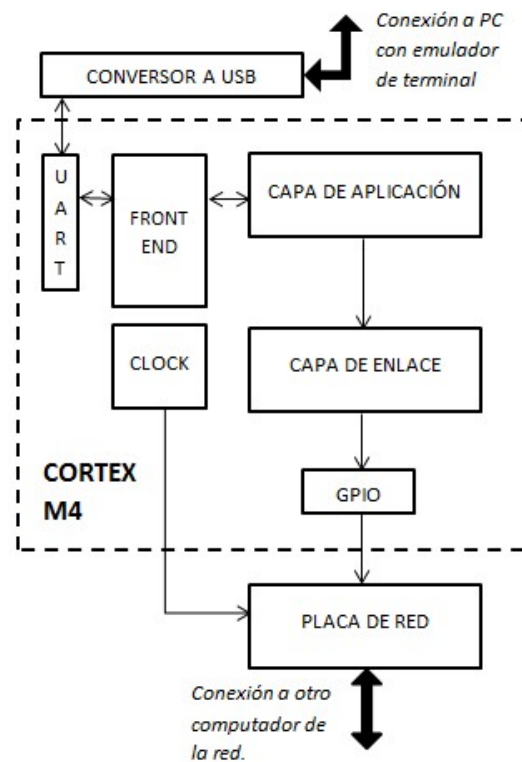 Conexión a PC
con emulador
de terminal
CONVERSOR A USB
U
A
R
T
FRONT
END
CAPA DE APLICACIÓN
CLOCK
CAPA DE ENLACE
CORTEX
M4
GPIO
PLACA DE RED
Conexión a otro
computador de
la red.